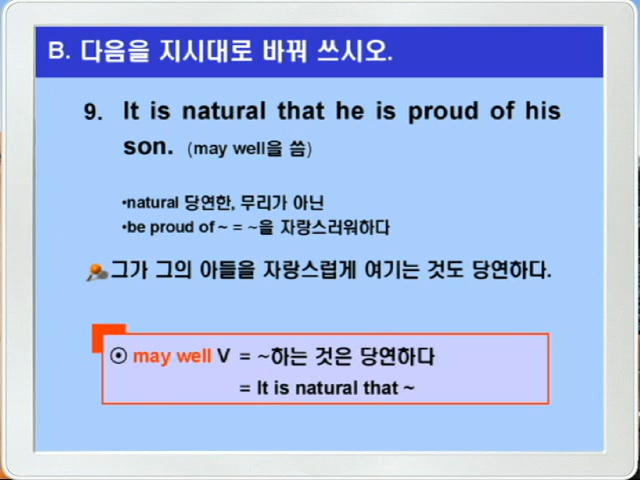 B. 다음을 지시대로 바꿔 쓰시오.
9. It is natural that he is proud of his
son. (may well을 씀)
•natural 당연한, 무리가 아닌
•be proud of ~ = ~을 자랑스러워하다
그가 그의 아들을 자랑스럽게 여기는 것도 당연하다.
⊙ may well V = ~하는 것은 당연하다
= It is natural that ~